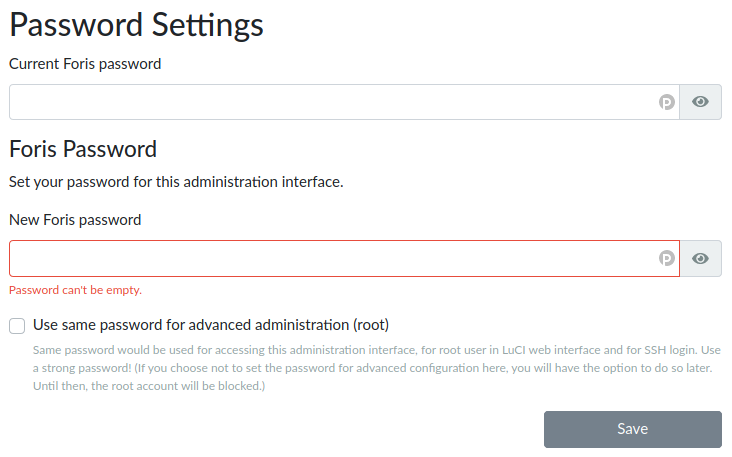 Password Settings
Current Foris password
Foris Password
Set your password for this administration interface.
New Foris password
Password can't be empty.
Use same password for advanced administration (root)
Same password would be used for accessing this administration interface, for root user in LuCI web interface and for SSH login. Use
a strong password! (If you choose not to set the password for advanced configuration here, you will have the option to do so later.
Until then, the root account will be blocked.)
Save